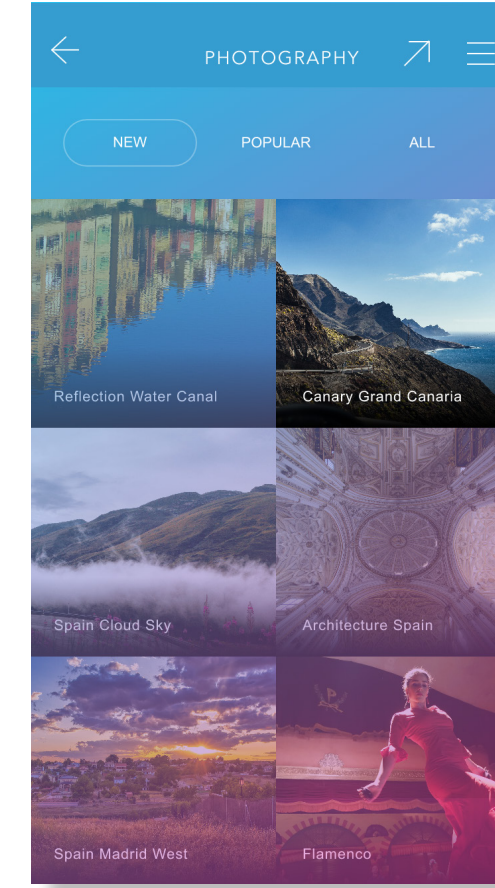 PHOTOGRAPHY
NEW POPULAR ALL
Reflection Water Canal
Canary Grand Canaria
Spain Cloud Sky
Architecture Spain
Spain Madrid West
Flamenco